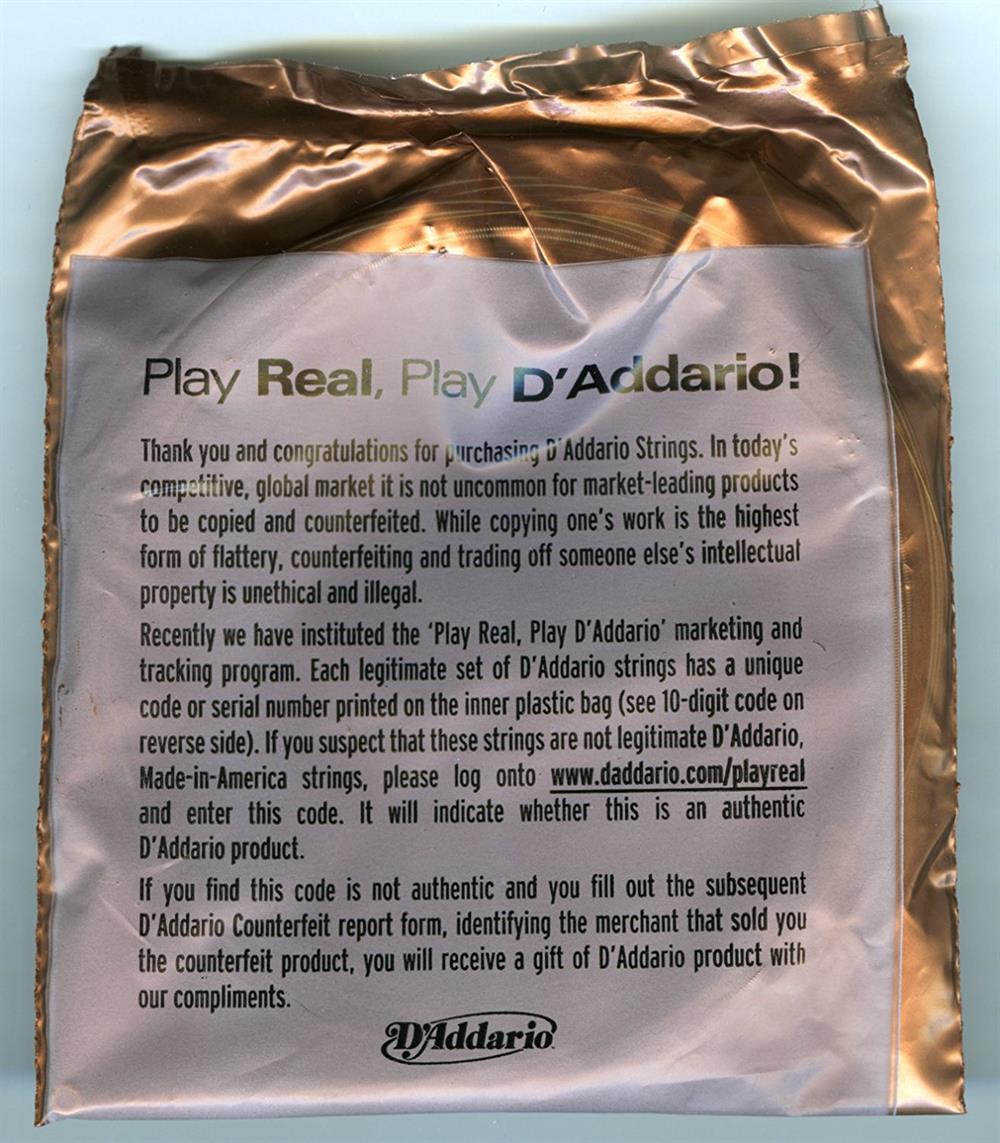 Play Real, Play D'Addario!
Thank you and congratulations for purchasing D'Addario Strings. In today's
competitive, global market it is not uncommon for market-leading products
to be copied and counterfeited. While copying one's work is the highest
form of flattery, counterfeiting and trading off someone else's intellectual
property is unethical and illegal.
Recently we have instituted the ‘Play Real, Play D'Addario’ marketing and
tracking program. Each legitimate set of D'Addario strings has a unique
code or serial number printed on the inner plastic bag (see 10-digit code on
reverse side). If you suspect that these strings are not legitimate D'Addario,
Made-in-America strings, please log onto www.daddario.com/playreal
and enter this code. It will indicate whether this is an authentic
D'Addario product.
If you find this code is not authentic and you fill out the subsequent
D'Addario Counterfeit report form, identifying the merchant that sold you
the counterfeit product, you will receive a gift of D'Addario product with
our compliments.
D'Addario